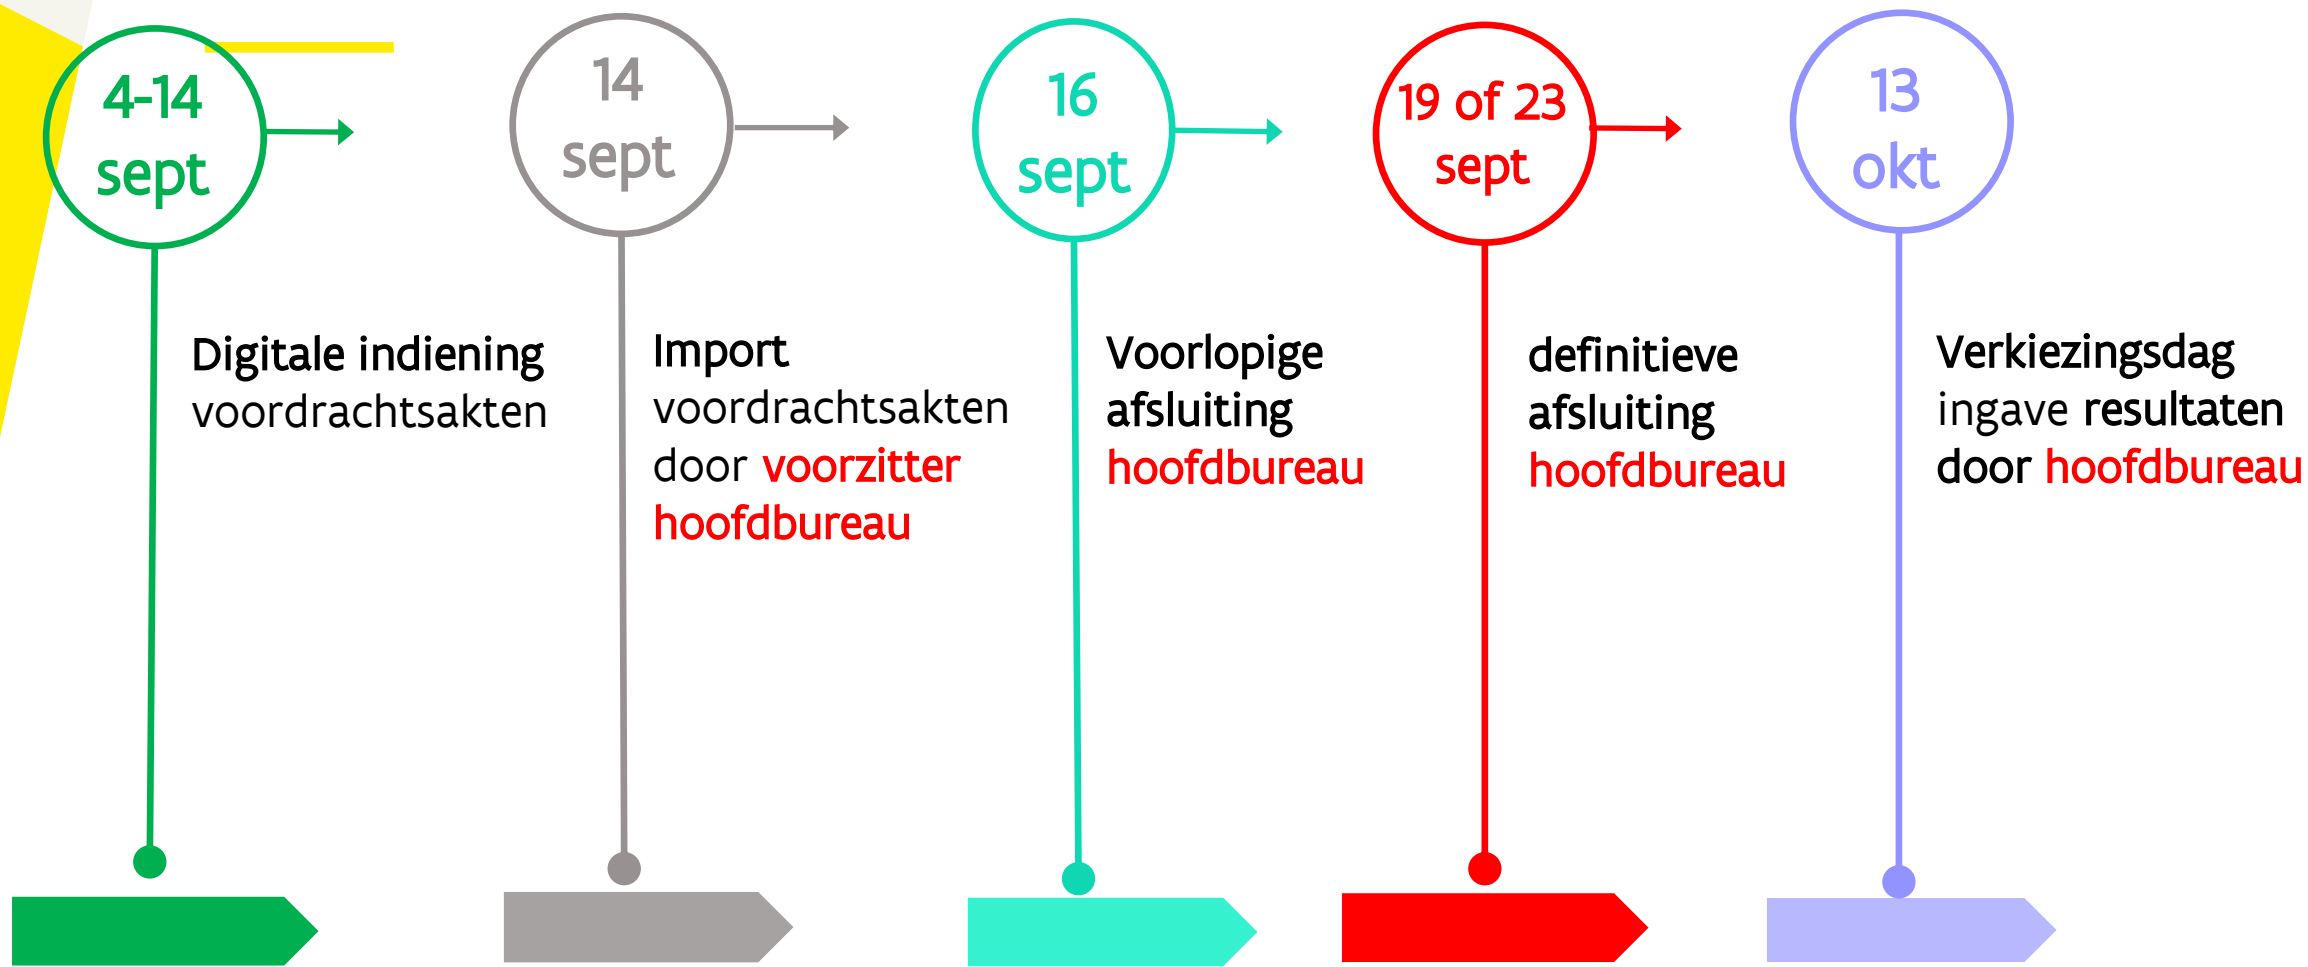 4-14
sept
Digitale indiening
voordrachtsakten
14
sept
Import
voordrachtsakten
door voorzitter
hoofdbureau
16
sept
Voorlopige
afsluiting
hoofdbureau
19 of 23
sept
definitieve
afsluiting
hoofdbureau
13
okt
Verkiezingsdag
ingave resultaten
door hoofdbureau